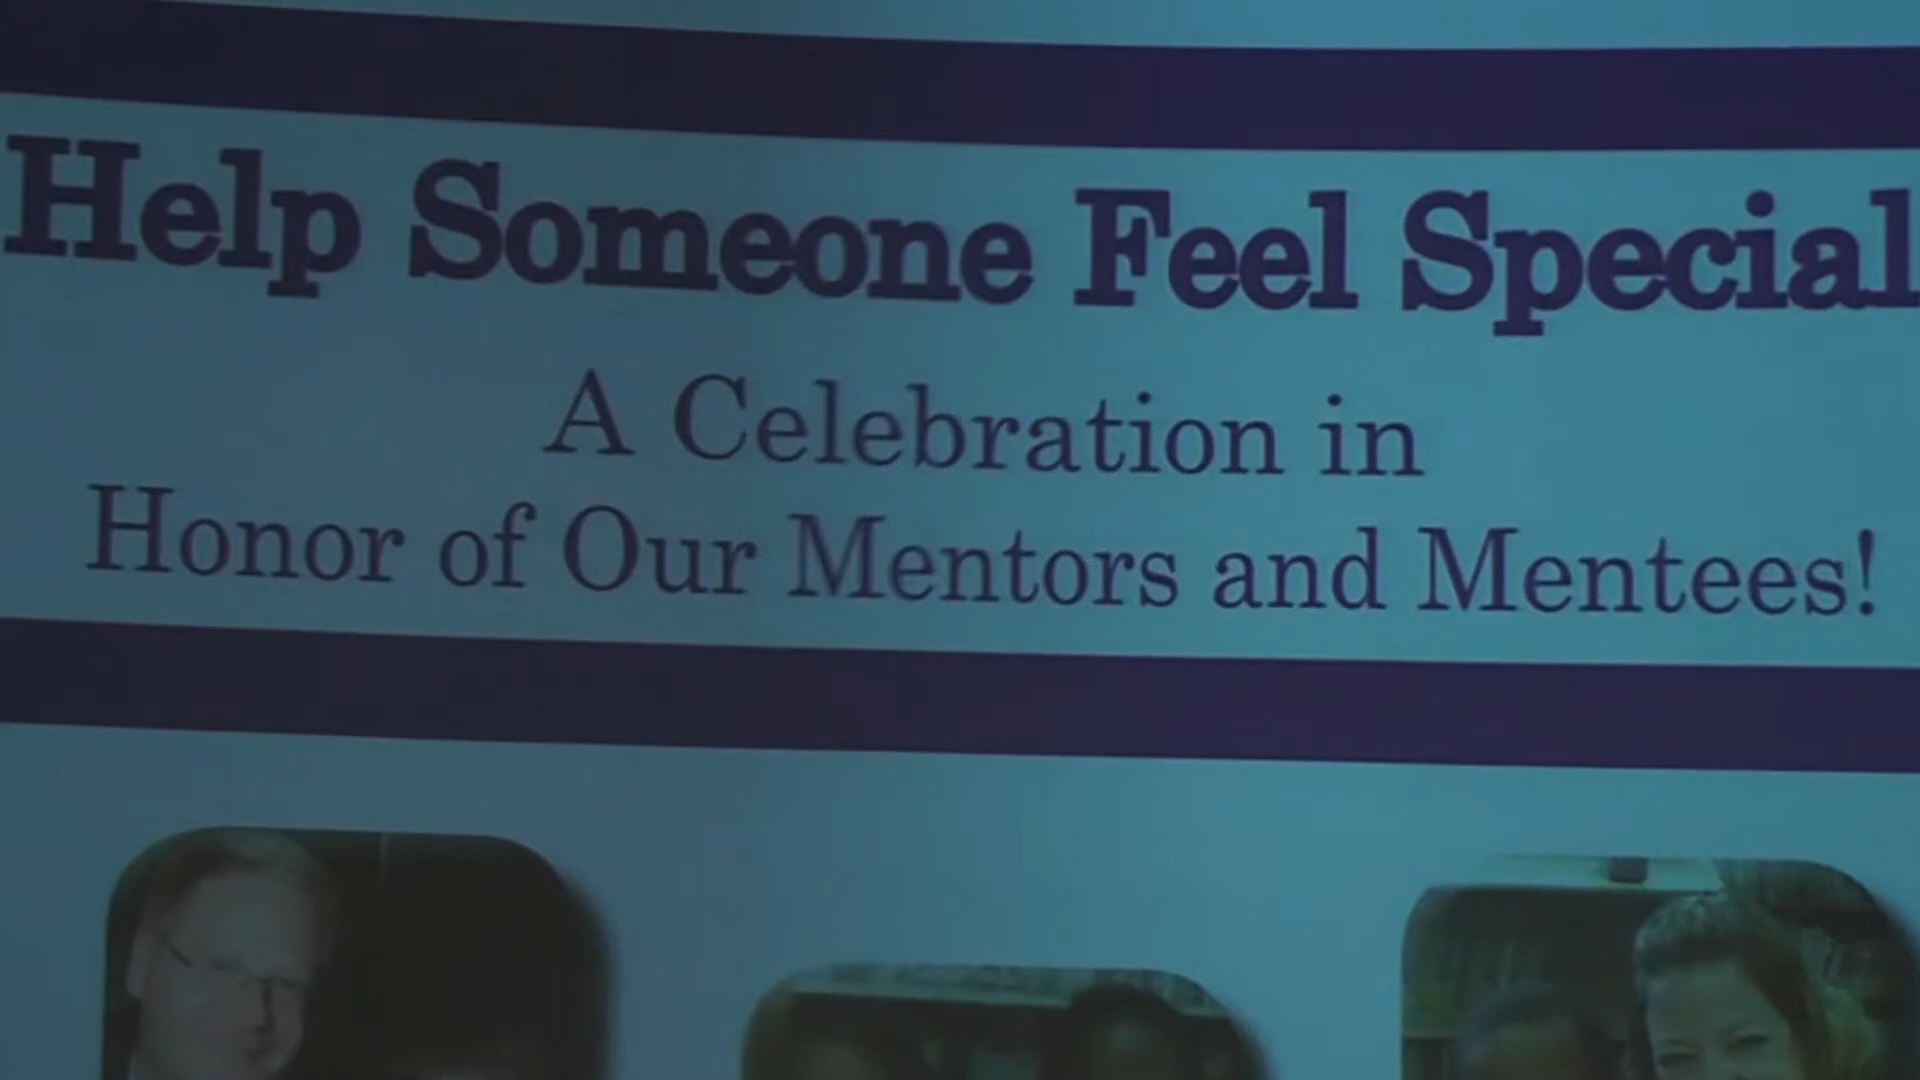 Help Someone Feel Special
A Celebration in
Honor of Our Mentors and Mentees!